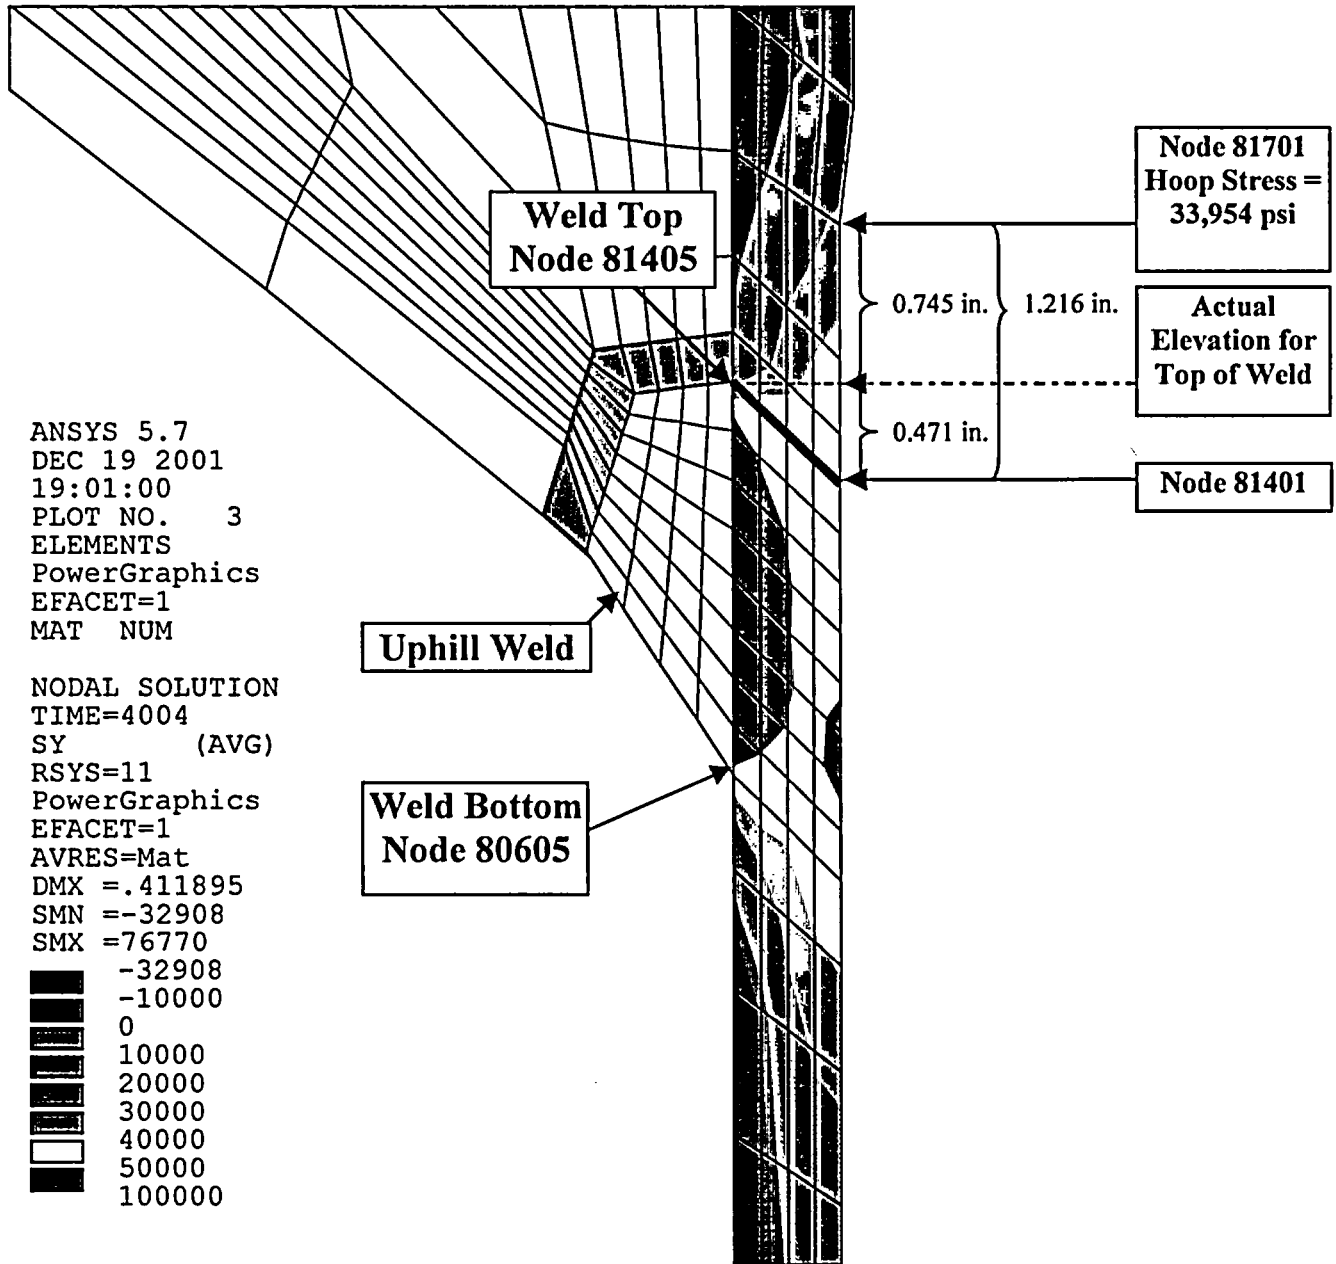 Node 81701
Hoop Stress =
33,954 psi
Weld Top
Node 81405
0.745 in.
1.216 in.
Actual
Elevation for
Top of Weld
0.471 in.
Node 81401
ANSYS 5.7
DEC 19 2001
19:01:00
PLOT NO. 3
ELEMENTS
PowerGraphics
EFACET=1
MAT NUM
Uphill Weld
NODAL SOLUTION
TIME=4004
SY (AVG)
RSYS=11
PowerGraphics
EFACET=1
AVRES=Mat
DMX =.411895
SMN =-32908
SMX =76770
Weld Bottom
Node 80605
-32908
-10000
0
10000
20000
30000
40000
50000
100000